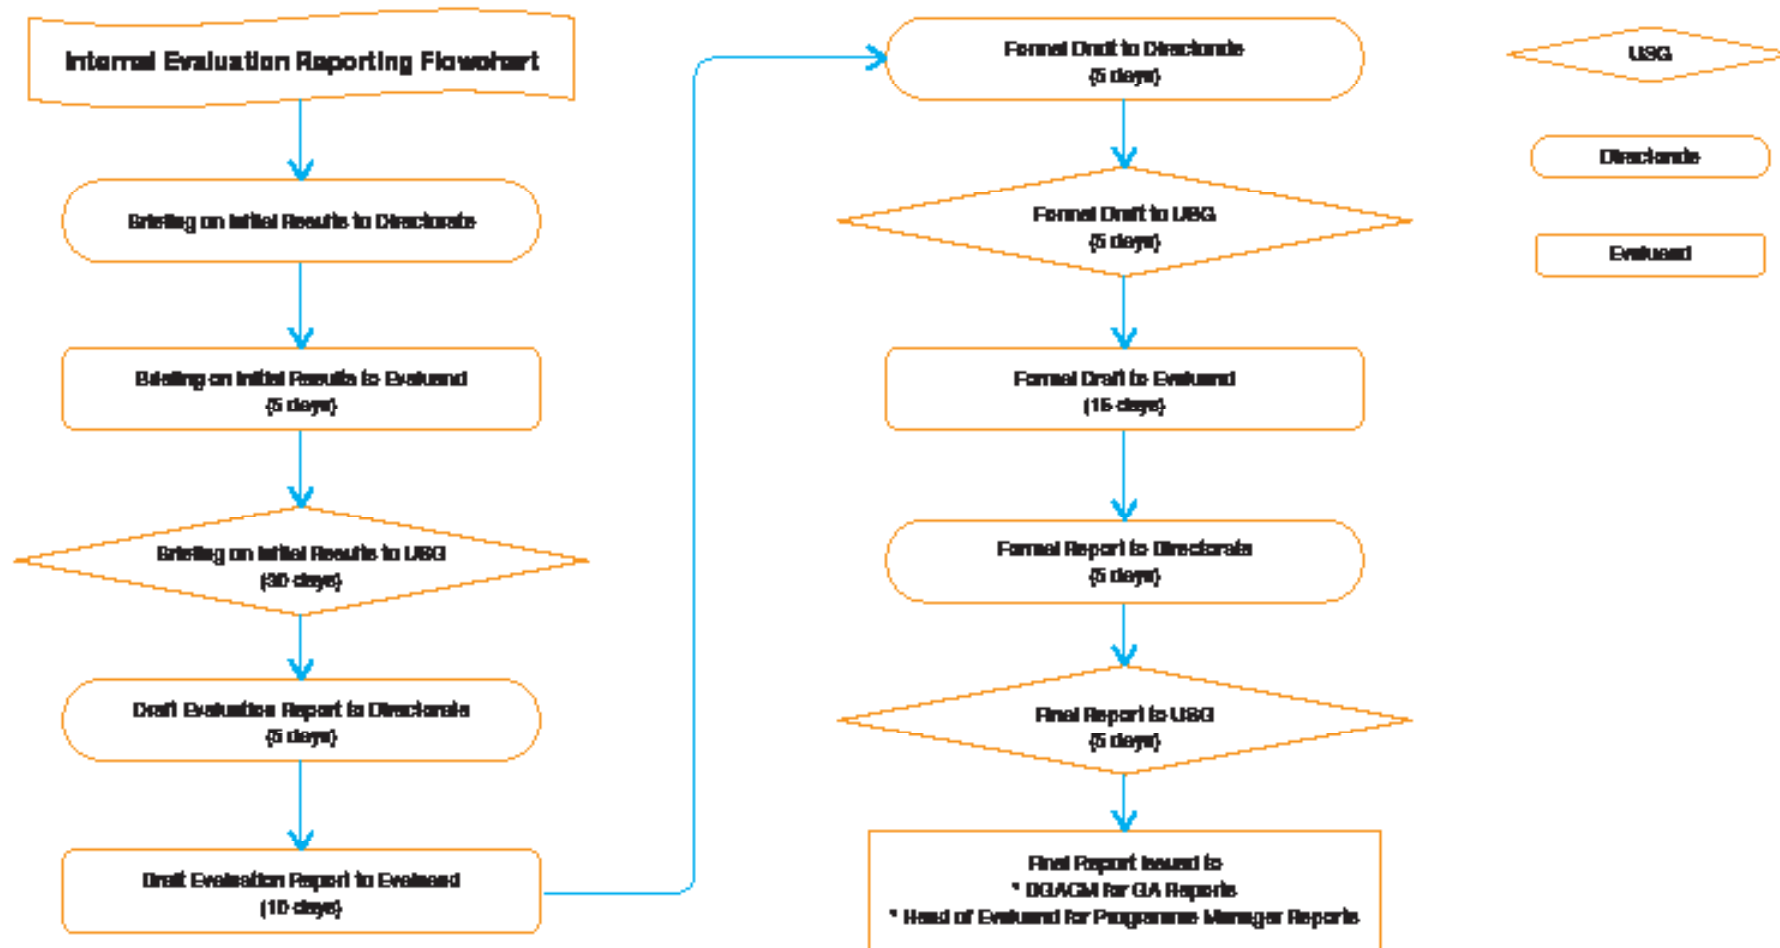 Internal Evaluation Reporting Flowchart
Briefing on Initial Results to Directorate
Briefing on Initial Results to Evaluand
(5 days)
Briefing on Initial Results to USG
(30 days)
Draft Evaluation Report to Directorate
(5 days)
Draft Evaluation Report to Evaluand
(10 days)
Formal Draft to Directorate
(5 days)
Formal Draft to USG
(5 days)
Formal Draft to Evaluand
(15 days)
Formal Report to Directorate
(5 days)
Final Report to USG
(5 days)
Final Report Issued to
* DGACM for GA Reports
* Head of Evaluand for Programme Manager Reports
USG
Directorate
Evaluand